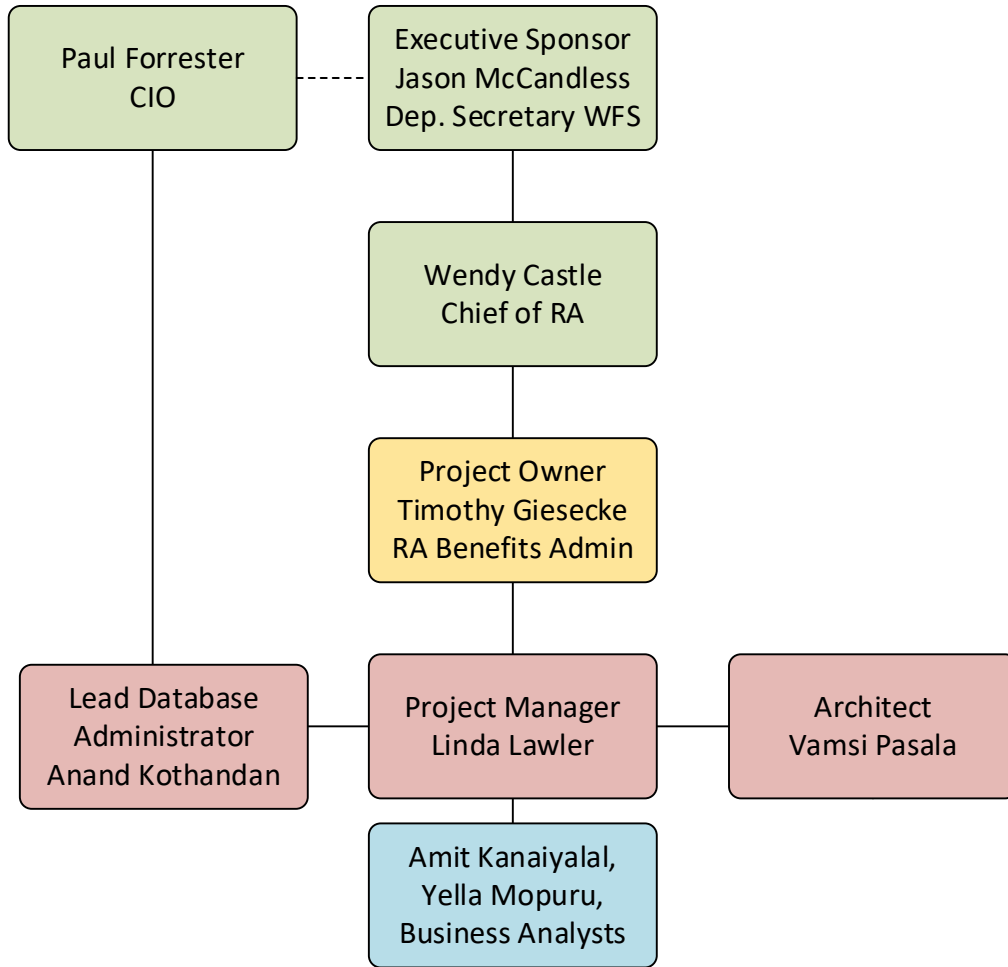 Paul Forrester
CIO
Executive Sponsor
Jason McCandless
Dep. Secretary WFS
Wendy Castle
Chief of RA
Project Owner
Timothy Giesecke
RA Benefits Admin
Lead Database
Administrator
Anand Kothandan
Project Manager
Linda Lawler
Architect
Vamsi Pasala
Amit Kanaiyalal,
Yella Mopuru,
Business Analysts